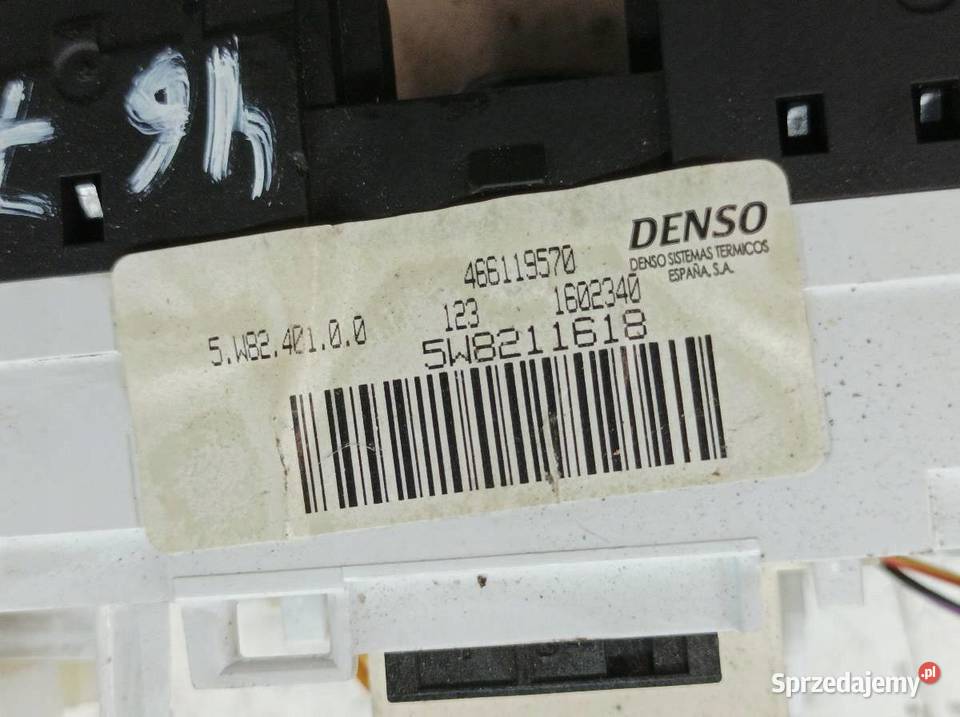 DENSO
DENSO SISTEMAS TERMICOS
ESPAÑA, S.A.
466119570
5.W82.401.0.0
123
1602340
5W8211618
Sprzedajemy.pl